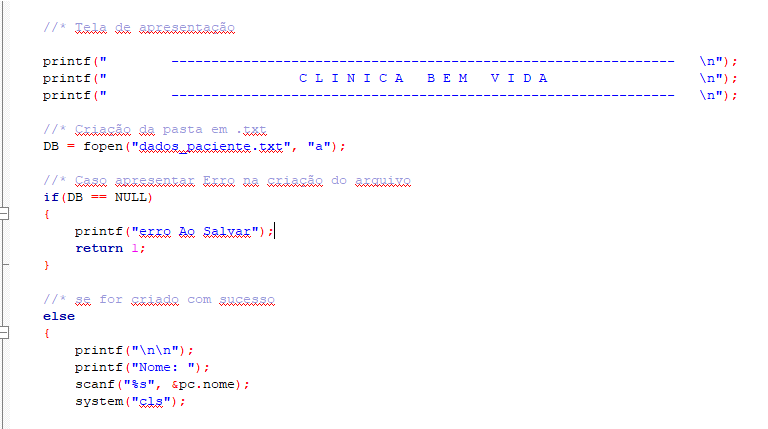 //* Tela de apresentação
printf("        ---------------------------------------------------------------   \n");
printf("                        C L I N I C A   B E M   V I D A                   \n");
printf("        ---------------------------------------------------------------   \n");
//* Criação da pasta em .txt
DB = fopen("dados_paciente.txt", "a");
//* Caso apresentar Erro na criação do arquivo
if(DB == NULL)
{
    printf("erro Ao Salvar");
    return 1;
}
//* se for criado com sucesso
else
{
    printf("\n\n");
    printf("Nome: ");
    scanf("%s", &pc.nome);
    system("cls");